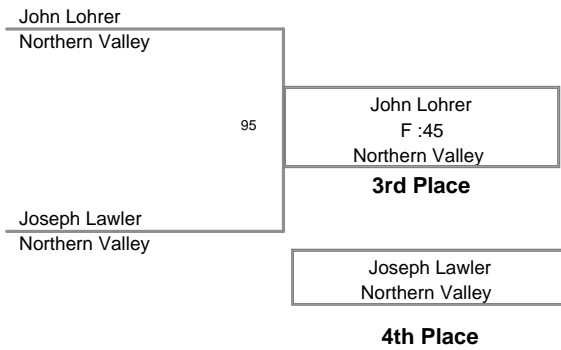 John Lohrer
Northern Valley
95
John Lohrer
F :45
Northern Valley
3rd Place
Joseph Lawler
Northern Valley
Joseph Lawler
Northern Valley
4th Place